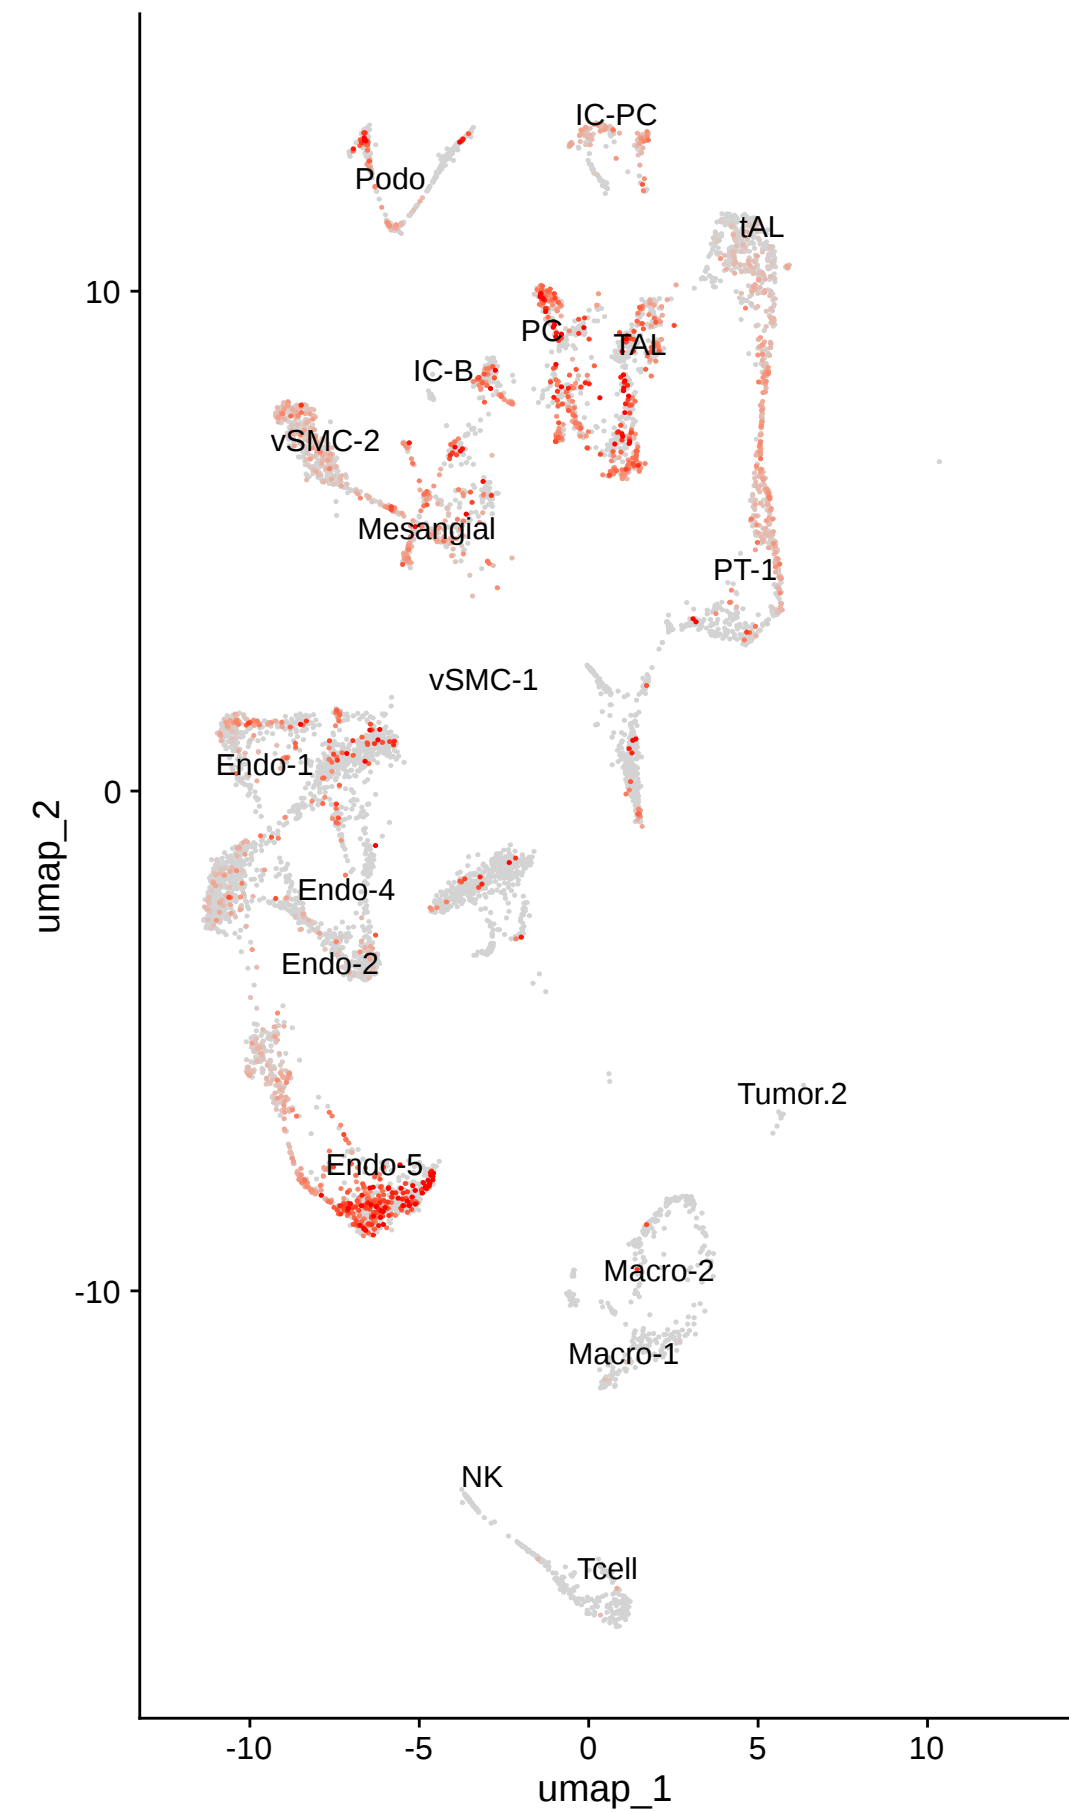 IC-PC
Podo
tAL
10
PC
TAL
IC-B
vSMC-2
Mesangial
PT-1
vSMC-1
Endo-1
0
umap_2
Endo-4
Endo-2
Tumor.2
Endo-5
Macro-2
-10
Macro-1
NK
Tcell
-10 -5 0 5 10
umap_1